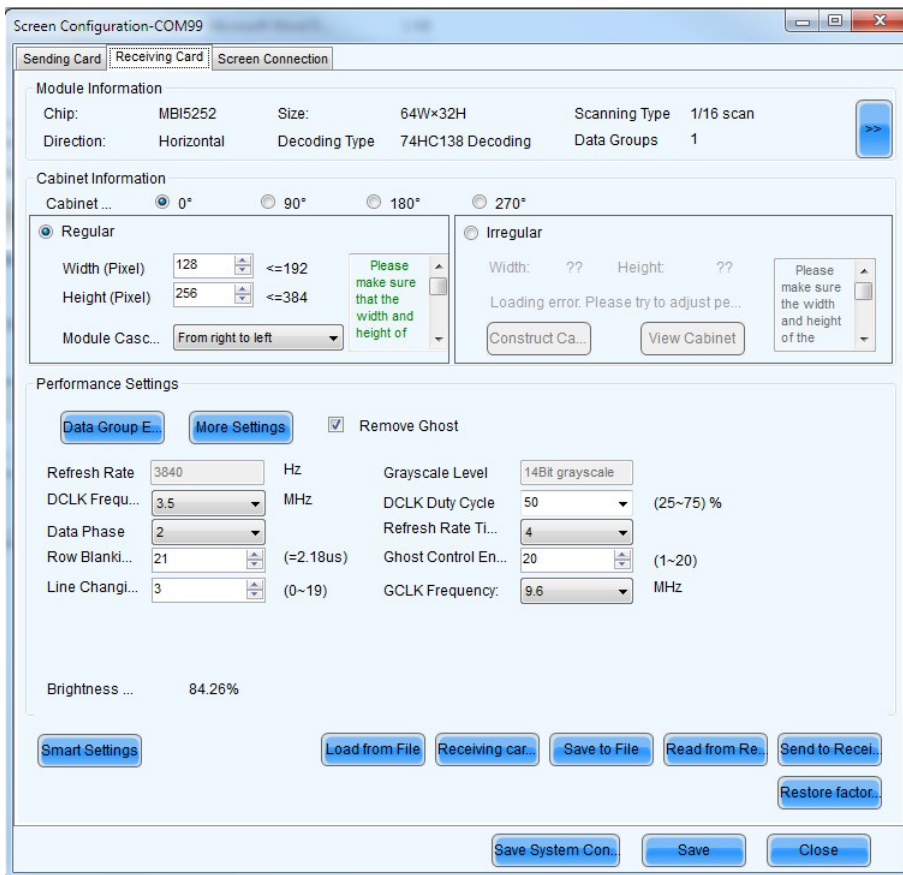 Screen Configuration-COM99
Sending Card Receiving Card Screen Connection
Module Information
Chip: MBI5252 Size: 64W×32H Scanning Type 1/16 scan
>>
Direction: Horizontal Decoding Type 74HC138 Decoding Data Groups 1
Cabinet Information
Cabinet ... 0° 90° 180° 270°
Regular
Width (Pixel) 128 <=192
Height (Pixel) 256 <=384
Module Casc... From right to left
Please
make sure
that the
width and
height of
Irregular
Width: ?? Height: ??
Loading error. Please try to adjust pe...
Construct Ca... View Cabinet
Please
make sure
the width
and height
of the
Performance Settings
Data Group E... More Settings Remove Ghost
Refresh Rate 3840 Hz Grayscale Level 14Bit grayscale
DCLK Frequ... 3.5 MHz DCLK Duty Cycle 50 (25~75) %
Data Phase 2 Refresh Rate Ti... 4
Row Blanki... 21 (=2.18us) Ghost Control En... 20 (1~20)
Line Changi... 3 (0~19) GCLK Frequency: 9.6 MHz
Brightness ... 84.26%
Smart Settings Load from File Receiving car... Save to File Read from Re... Send to Recei...
Restore factor...
Save System Con... Save Close